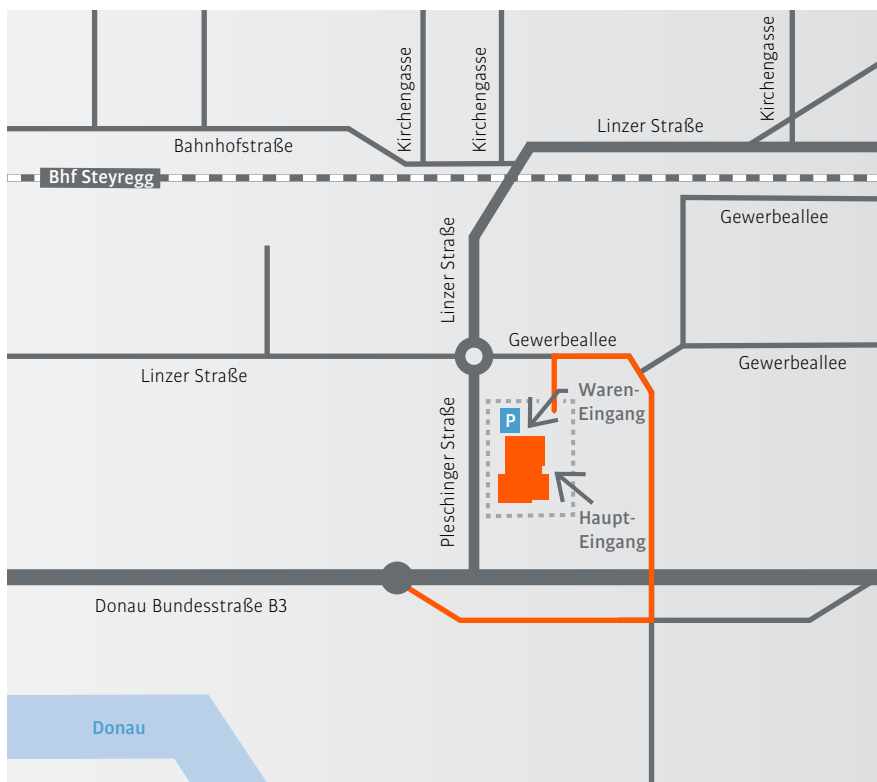 Kirchengasse
Kirchengasse
Kirchengasse
Linzer Straße
Bahnhofstraße
Bhf Steyregg
Gewerbeallee
Linzer Straße
Gewerbeallee
Gewerbeallee
Linzer Straße
Waren-
Eingang
P
Pleschinger Straße
Haupt-
Eingang
Donau Bundesstraße B3
Donau